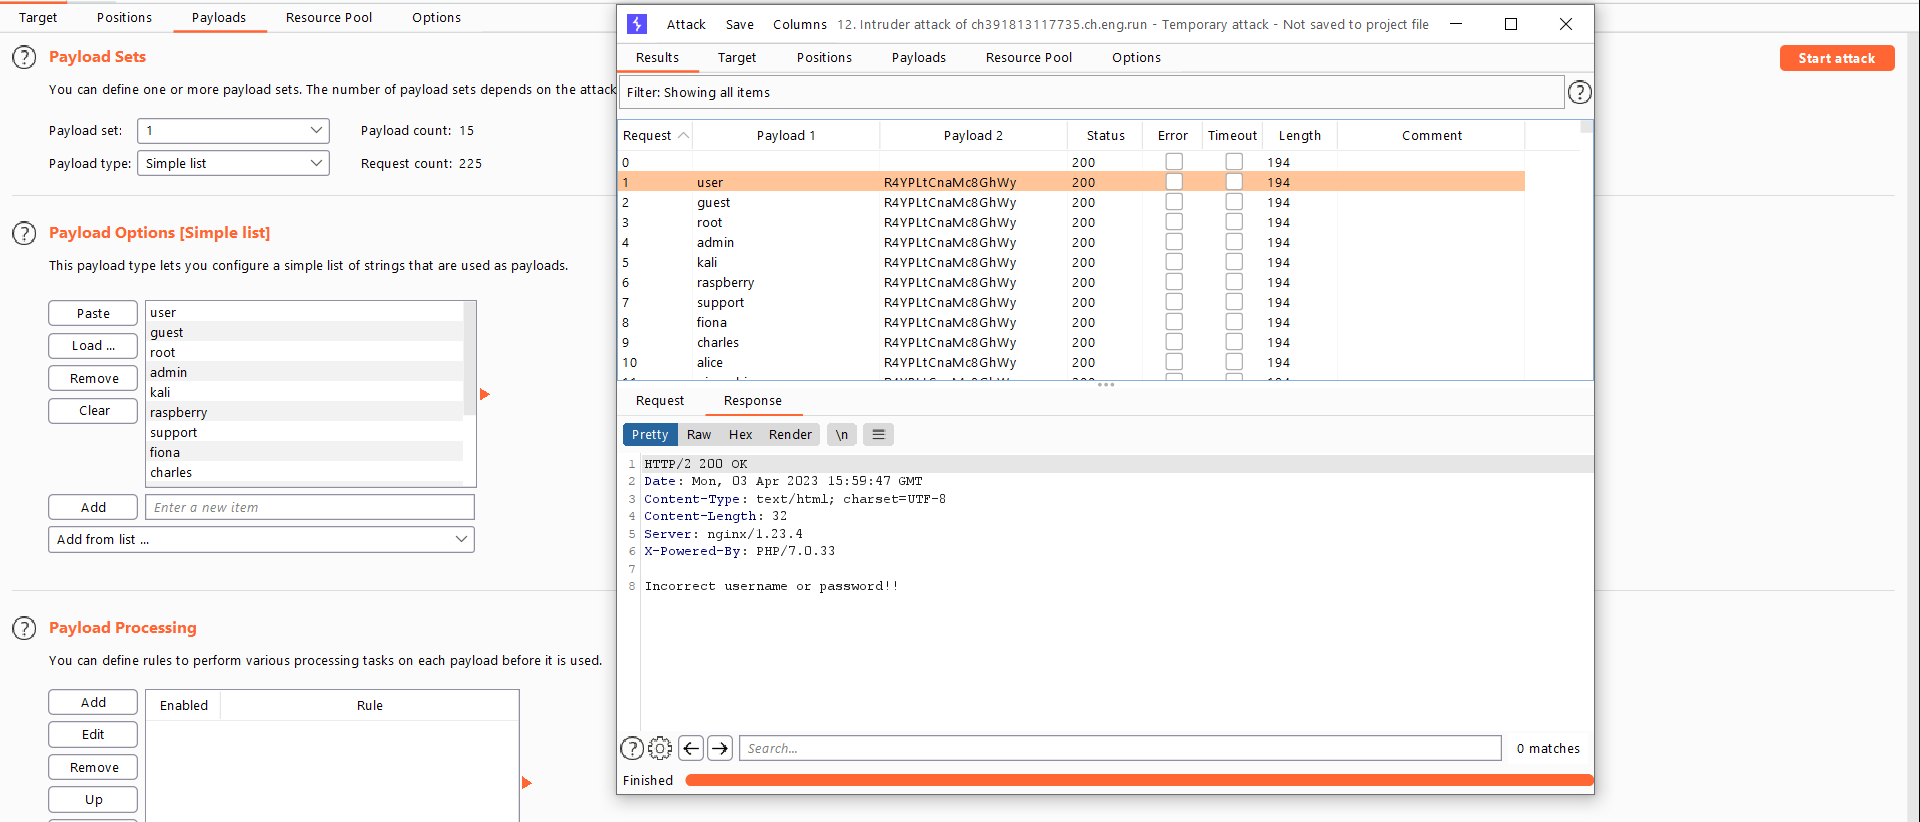 Target Positions Payloads Resource Pool Options
Payload Sets
You can define one or more payload sets. The number of payload sets depends on the attack
Payload set: 1 Payload count: 15
Payload type: Simple list Request count: 225
Payload Options [Simple list]
This payload type lets you configure a simple list of strings that are used as payloads.
Paste
Load ...
Remove
Clear
user
guest
root
admin
kali
raspberry
support
fiona
charles
Add Enter a new item
Add from list ...
Payload Processing
You can define rules to perform various processing tasks on each payload before it is used.
Add
Edit
Remove
Up
Enabled Rule
Attack Save Columns 12. Intruder attack of ch391813117735.ch.eng.run - Temporary attack - Not saved to project file
Results Target Positions Payloads Resource Pool Options
Filter: Showing all items
Request Payload 1 Payload 2 Status Error Timeout Length Comment
0 200 194
1 user R4YPLtCnaMc8GhWy 200 194
2 guest R4YPLtCnaMc8GhWy 200 194
3 root R4YPLtCnaMc8GhWy 200 194
4 admin R4YPLtCnaMc8GhWy 200 194
5 kali R4YPLtCnaMc8GhWy 200 194
6 raspberry R4YPLtCnaMc8GhWy 200 194
7 support R4YPLtCnaMc8GhWy 200 194
8 fiona R4YPLtCnaMc8GhWy 200 194
9 charles R4YPLtCnaMc8GhWy 200 194
10 alice R4YPLtCnaMc8GhWy 200 194
Request Response
Pretty Raw Hex Render \n
1 HTTP/2 200 OK
2 Date: Mon, 03 Apr 2023 15:59:47 GMT
3 Content-Type: text/html; charset=UTF-8
4 Content-Length: 32
5 Server: nginx/1.23.4
6 X-Powered-By: PHP/7.0.33
7
8 Incorrect username or password!!
Search... 0 matches
Finished
Start attack